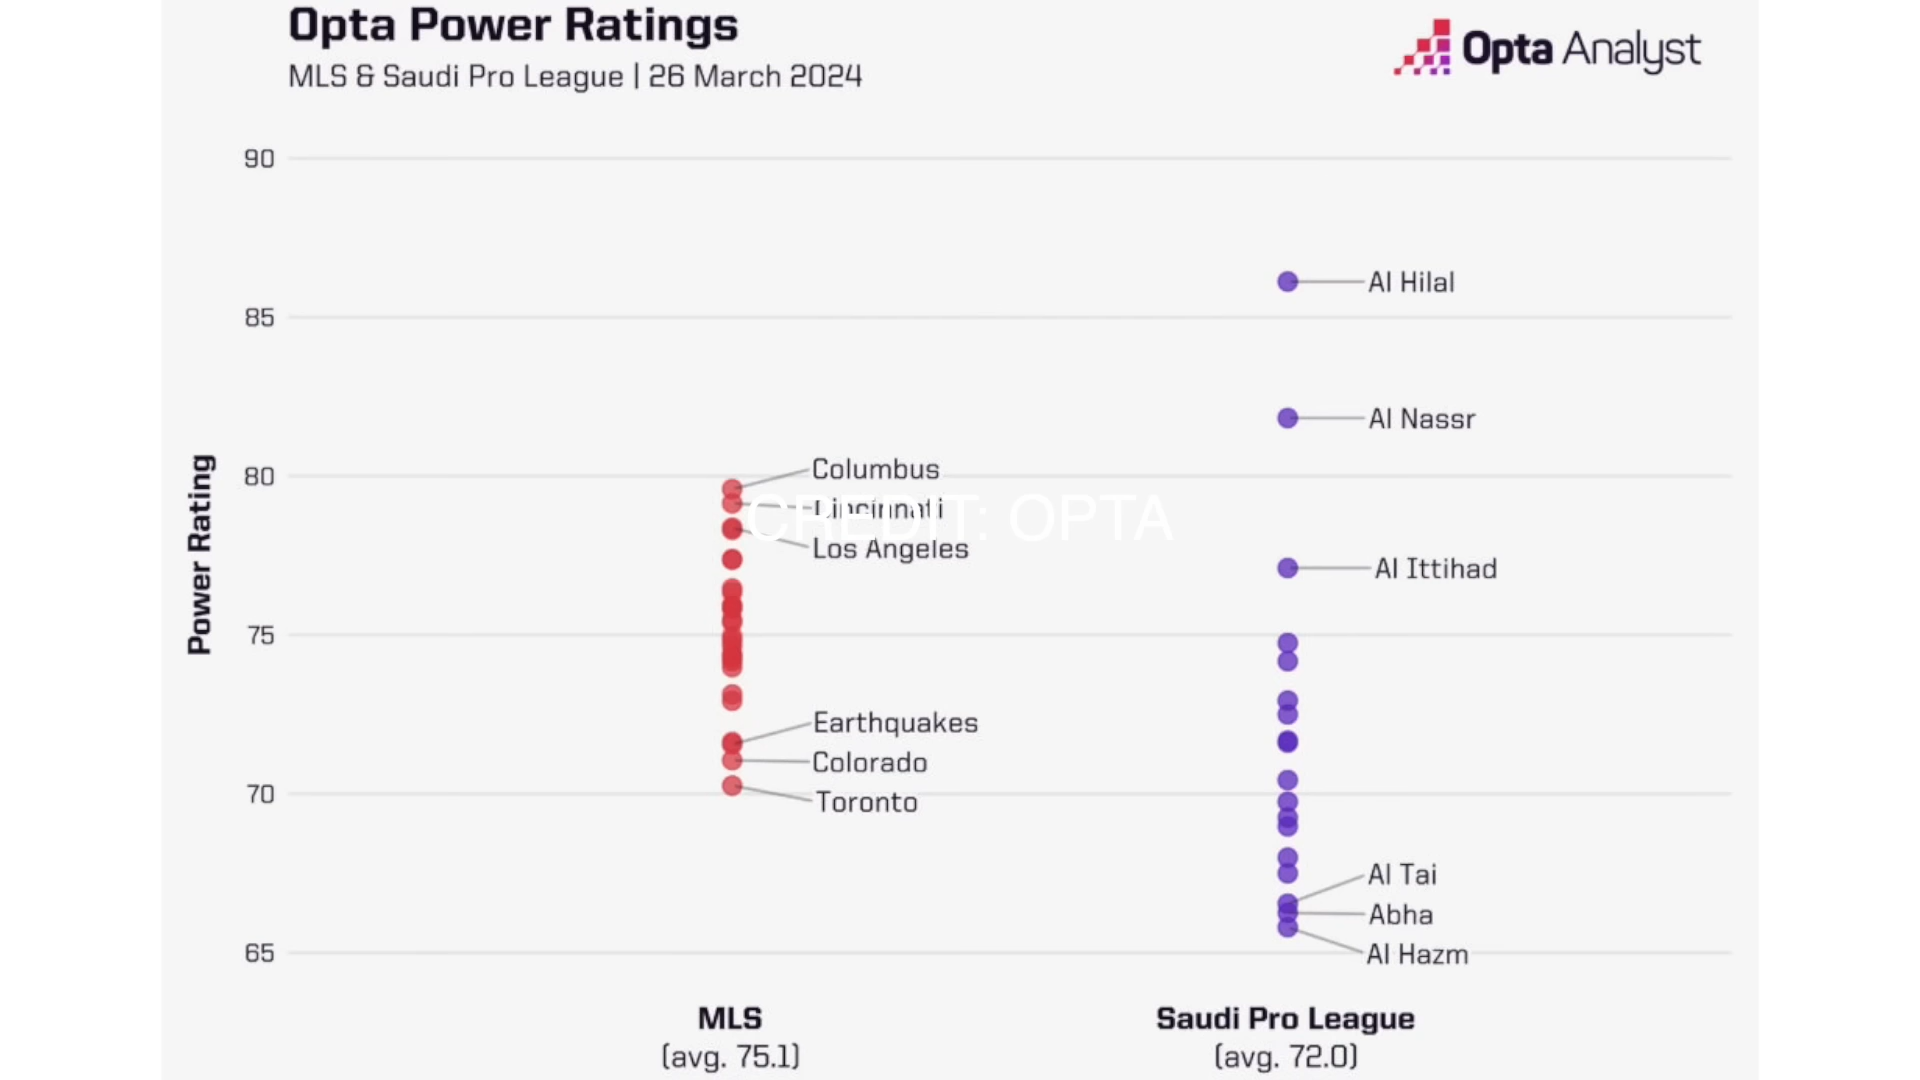 Opta Power Ratings
MLS & Saudi Pro League | 26 March 2024
Opta Analyst
90
85
80
75
70
65
Power Rating
Columbus
Cincinnati
Los Angeles
Earthquakes
Colorado
Toronto
Al Hilal
Al Nassr
Al Ittihad
Al Tai
Abha
Al Hazm
CREDIT: OPTA
MLS
(avg. 75.1)
Saudi Pro League
(avg. 72.0)